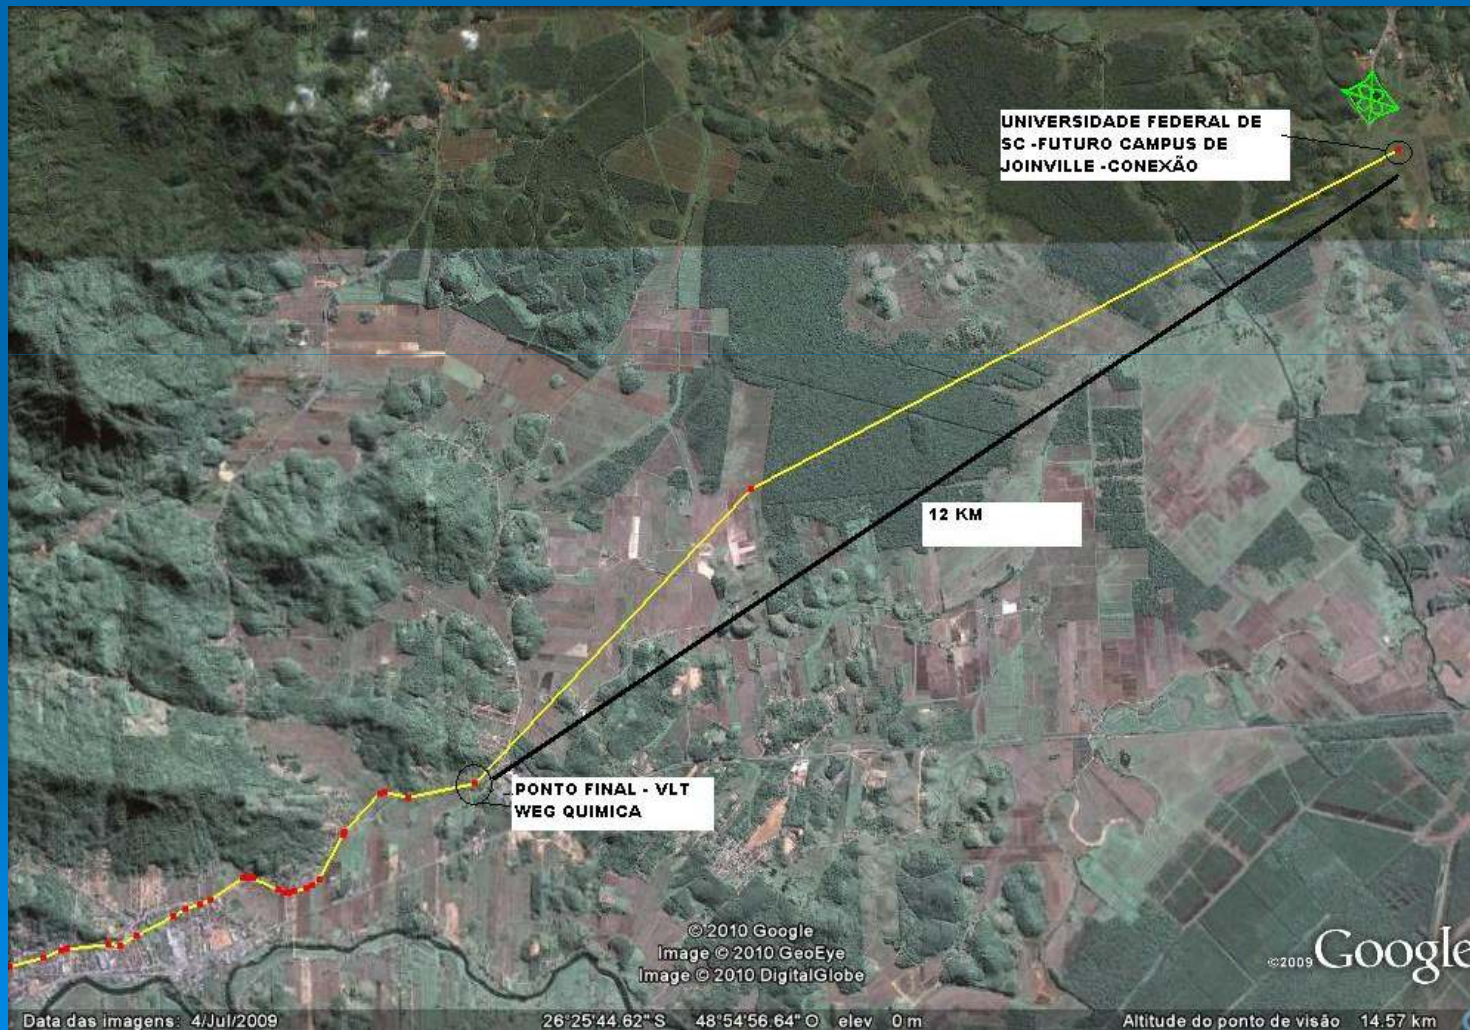 UNIVERSIDADE FEDERAL DE
SC -FUTURO CAMPUS DE
JOINVILLE -CONEXÃO
12 KM
PONTO FINAL - VLT
WEG QUIMICA
© 2010 Google
Image © 2010 GeoEye
Image © 2010 DigitalGlobe
©2009 Google
Data das imagens: 4/Jul/2009 26°25'44.62" S 48°54'56.64" O elev 0 m Altitude do ponto de visão 14.57 km